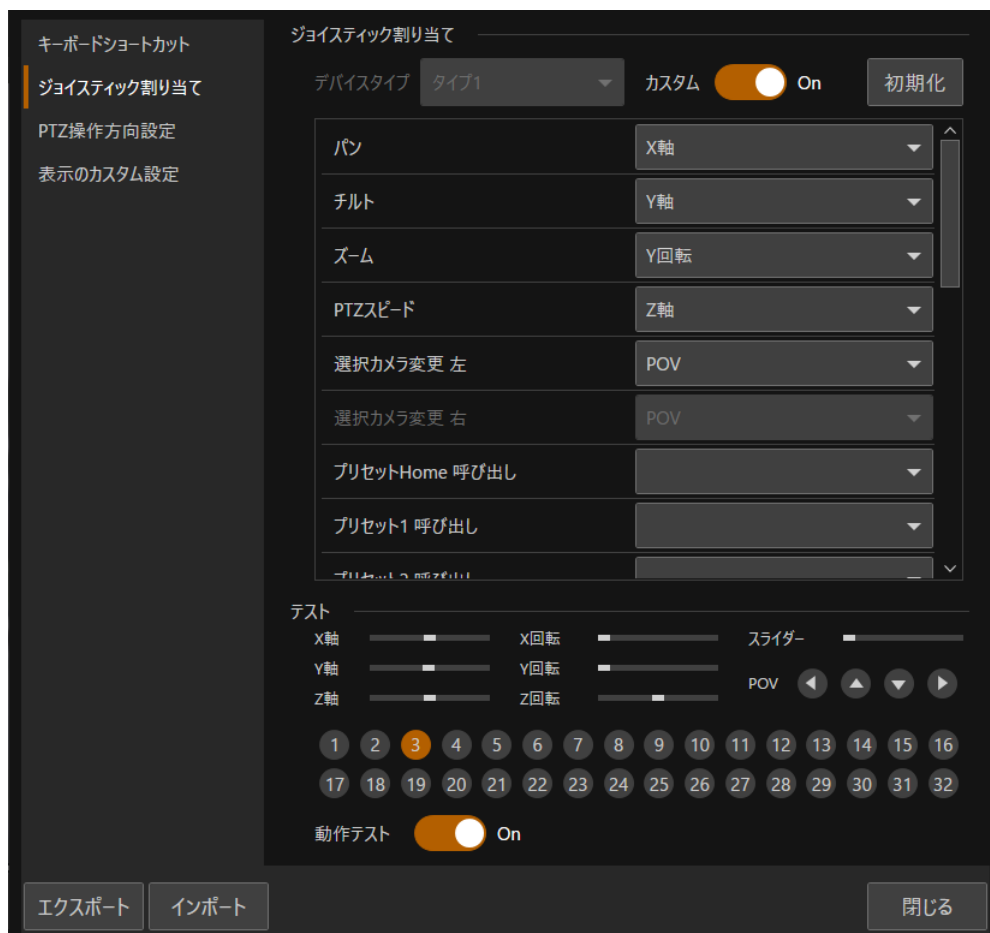 キーボードショートカット
ジョイスティック割り当て
PTZ操作方向設定
表示のカスタム設定
ジョイスティック割り当て
デバイスタイプ タイプ1 カスタム On 初期化
パン X軸
チルト Y軸
ズーム Y回転
PTZスピード Z軸
選択カメラ変更 左 POV
選択カメラ変更 右 POV
プリセットHome 呼び出し
プリセット1 呼び出し
プリセット2 呼び出し
テスト
X軸 X回転 スライダー
Y軸 Y回転
POV
Z軸 Z回転
1 2 3 4 5 6 7 8 9 10 11 12 13 14 15 16
17 18 19 20 21 22 23 24 25 26 27 28 29 30 31 32
動作テスト On
エクスポート インポート 閉じる